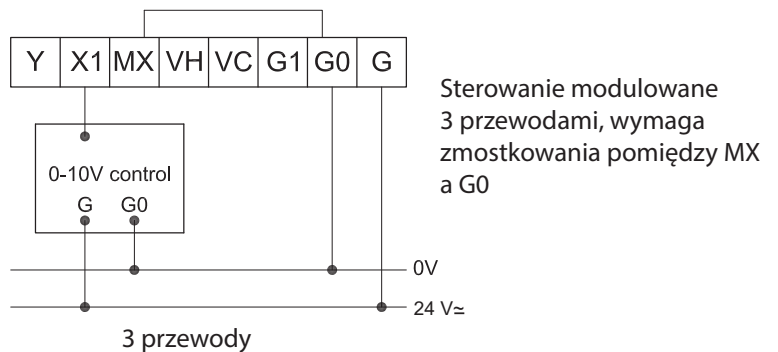 Y X1 MX VH VC G1 G0 G
Sterowanie modulowane
3 przewodami, wymaga
zmostkowania pomiędzy MX
a G0
0-10V control
G G0
0V
24 V≃
3 przewody